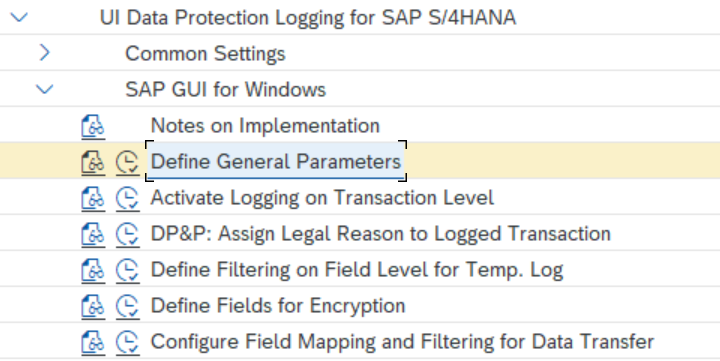 UI Data Protection Logging for SAP S/4HANA
Common Settings
SAP GUI for Windows
Notes on Implementation
Define General Parameters
Activate Logging on Transaction Level
DP&P: Assign Legal Reason to Logged Transaction
Define Filtering on Field Level for Temp. Log
Define Fields for Encryption
Configure Field Mapping and Filtering for Data Transfer